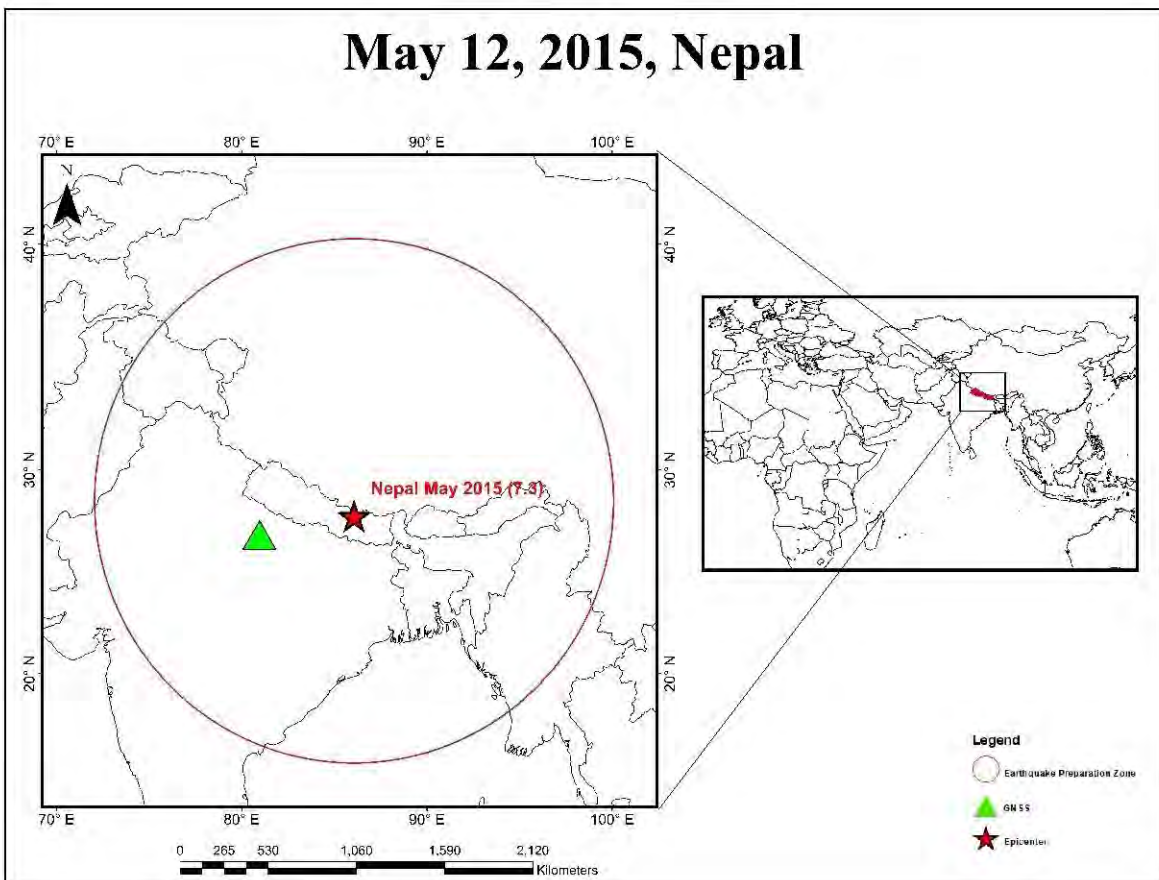 May 12, 2015, Nepal
70° E 80° E 90° E 100° E
N
40° N 40° N
30° N 30° N
Nepal May 2015 (7.3)
20° N 20° N
70° E 80° E 90° E 100° E
0 265 530 1,060 1,590 2,120
Kilometers
Legend
Earthquake Preparation Zone
GNSS
Epicenter